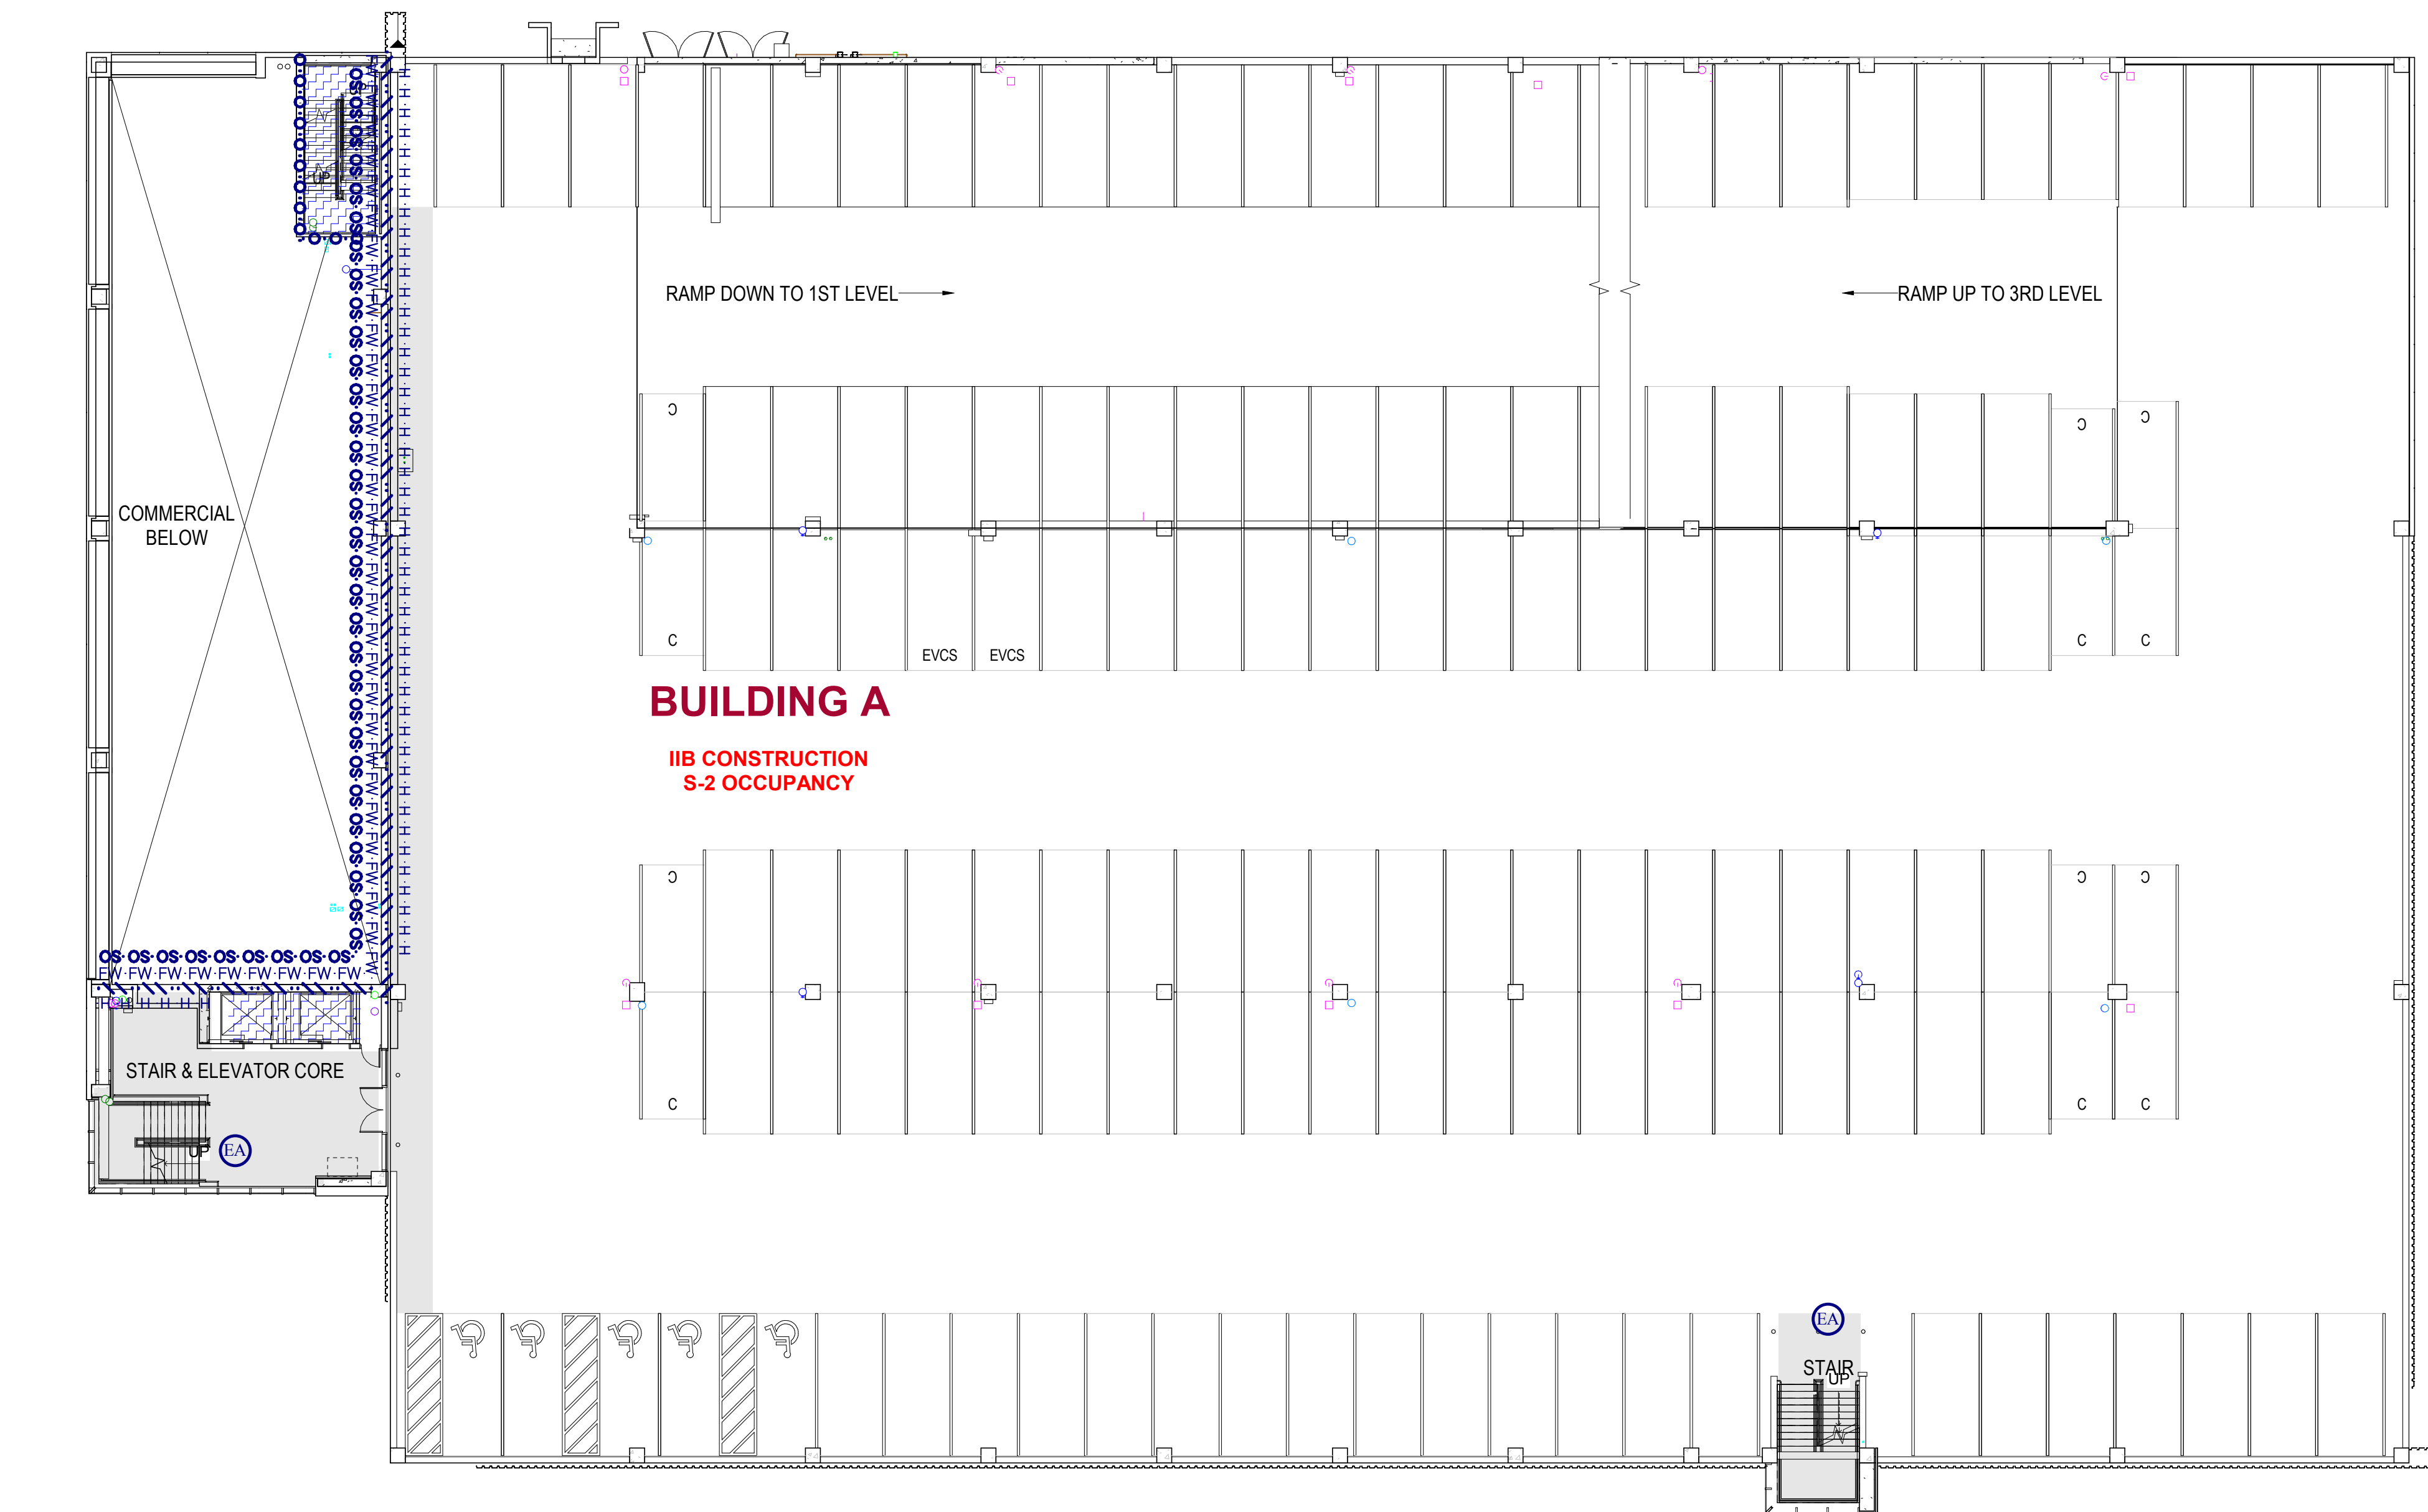 UP
UP
RAMP DOWN TO 1ST LEVEL
RAMP UP TO 3RD LEVEL
C
C
C
COMMERCIAL
BELOW
C
EVCS
EVCS
C
C
BUILDING A
IIB CONSTRUCTION
S-2 OCCUPANCY
C
C
C
OS· OS· OS· OS· OS· OS· OS· OS· OS·
FW·FW·FW·FW·FW·FW·FW·FW·FW·
H H H H H
STAIR & ELEVATOR CORE
C
C
C
UP
EA
EA
STAIR
UP